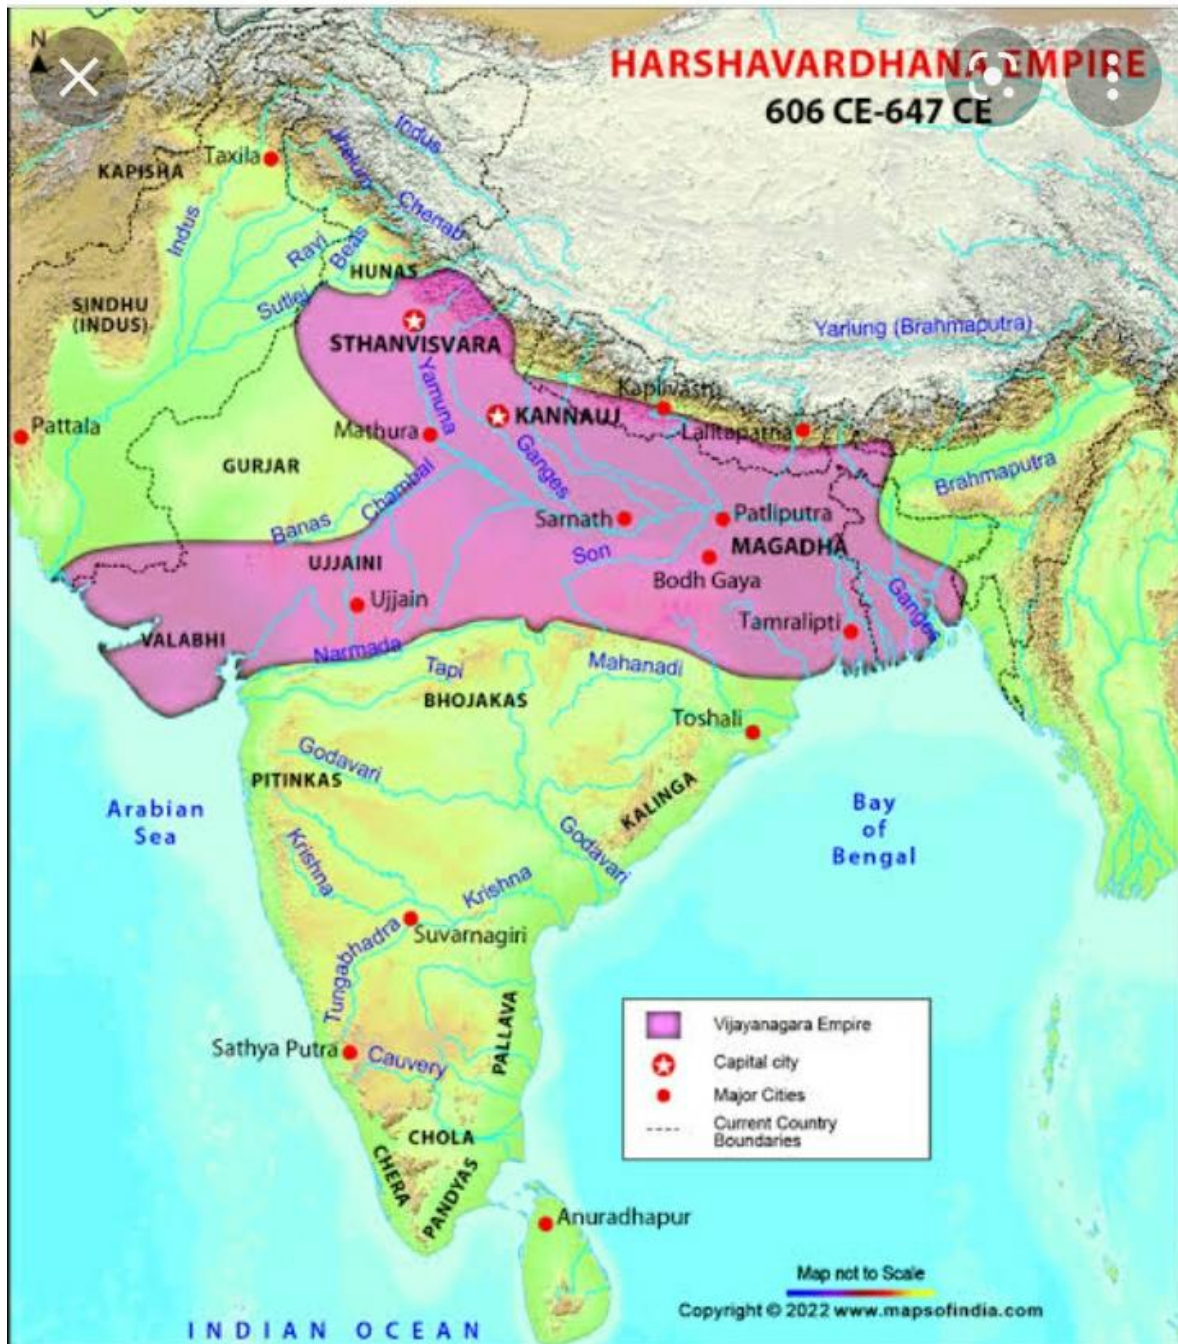 HARSHAVARDHANA EMPIRE
606 CE-647 CE
N
Indus
Jhelum
Taxila
KAPISHA
Chenab
Indus
Ravi
Beas
HUNAS
SINDHU
(INDUS)
Sutlej
STHANVISVARA
Yarlung (Brahmaputra)
Yamuna
Kapilvastu
KANNAUJ
Pattala
Mathura
Lalitapatna
GURJAR
Ganges
Brahmaputra
Chambal
Banas
Sarnath
Patliputra
MAGADHA
Son
UJJAINI
Bodh Gaya
Ujjain
Ganges
Tamralipti
VALABHI
Narmada
Tapi
Mahanadi
BHOJAKAS
Toshali
Godavari
PITINKAS
KALINGA
Arabian
Sea
Bay
of
Bengal
Godavari
Krishna
Krishna
Suvarnagiri
Tungabhadra
PALLAVA
Sathya Putra
Cauvery
Vijayanagara Empire
Capital city
Major Cities
Current Country
Boundaries
CHOLA
CHERA
PANDYAS
Anuradhapur
Map not to Scale
Copyright © 2022 www.mapsofindia.com
INDIAN OCEAN